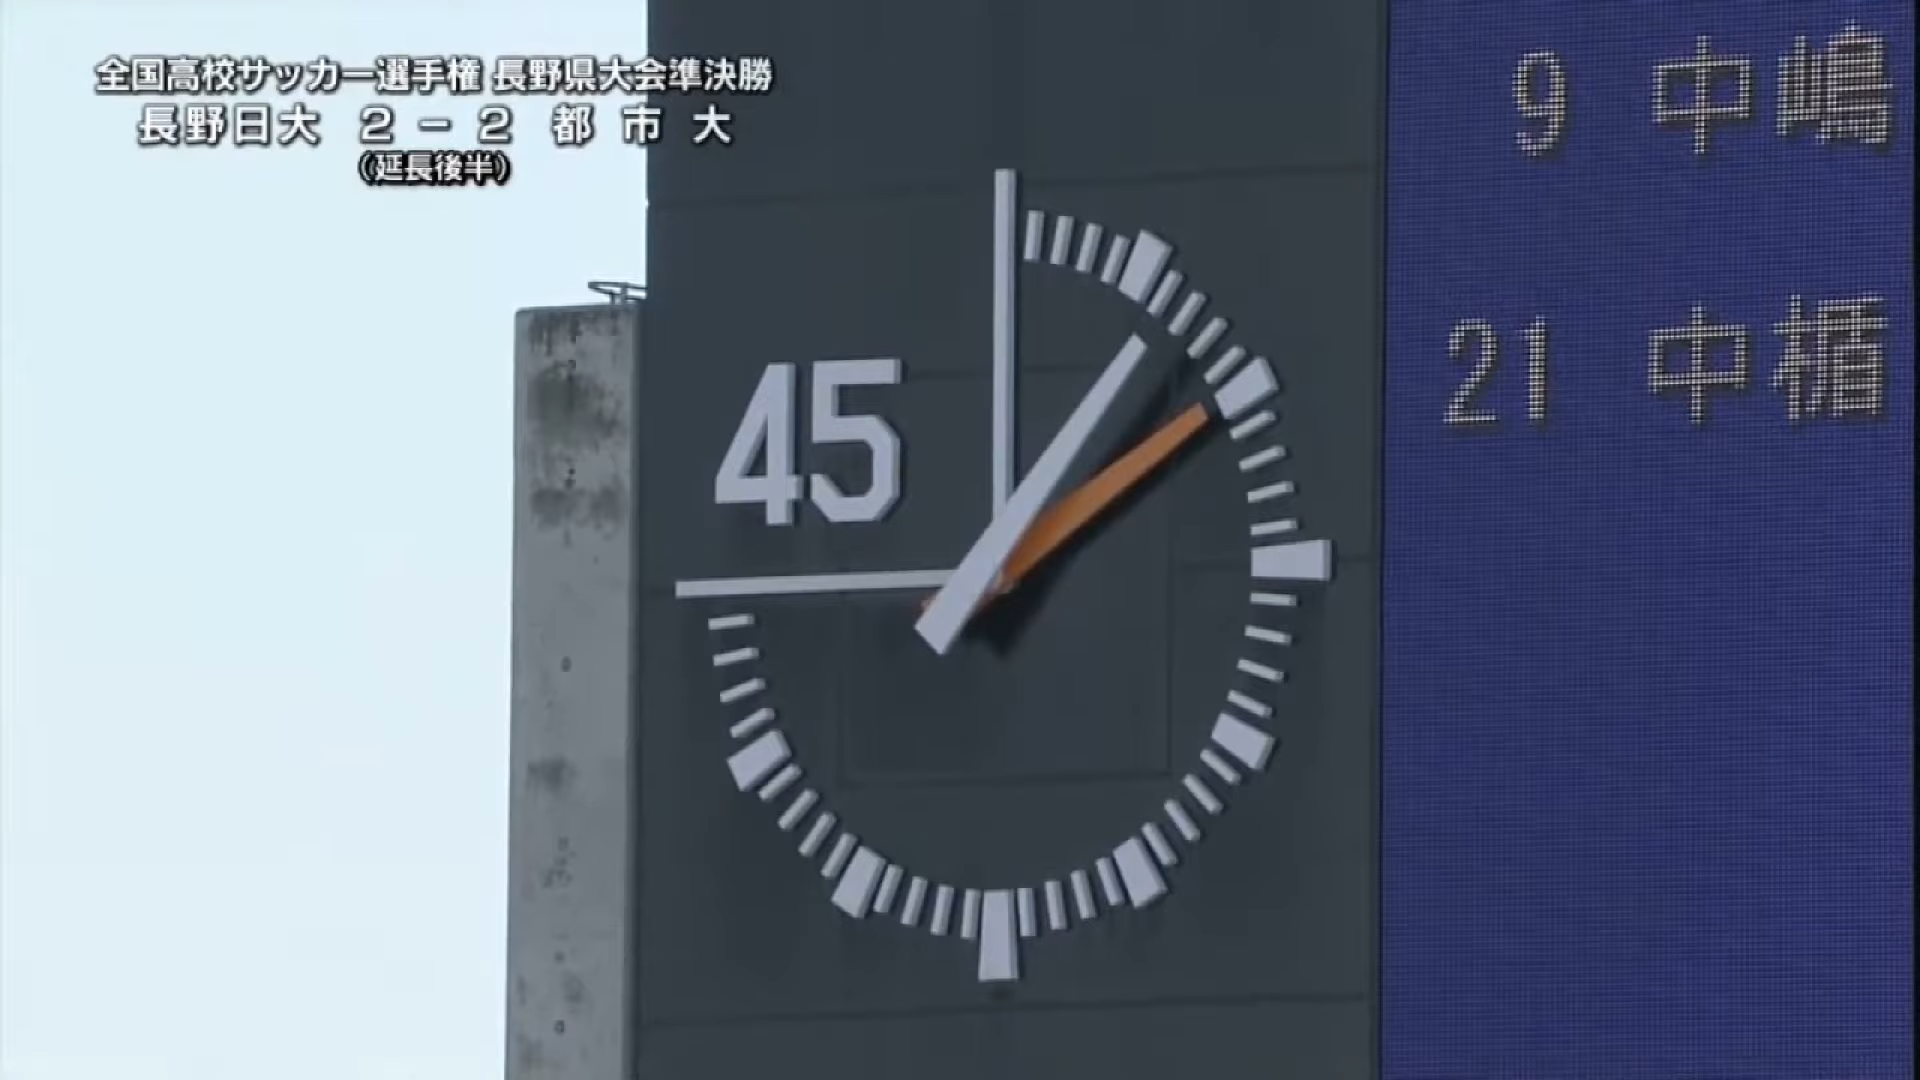 全国高校サッカー選手権 長野県大会準決勝
長野日大 2 - 2 都市大
(延長後半)
9 中嶋
21 中楯
45